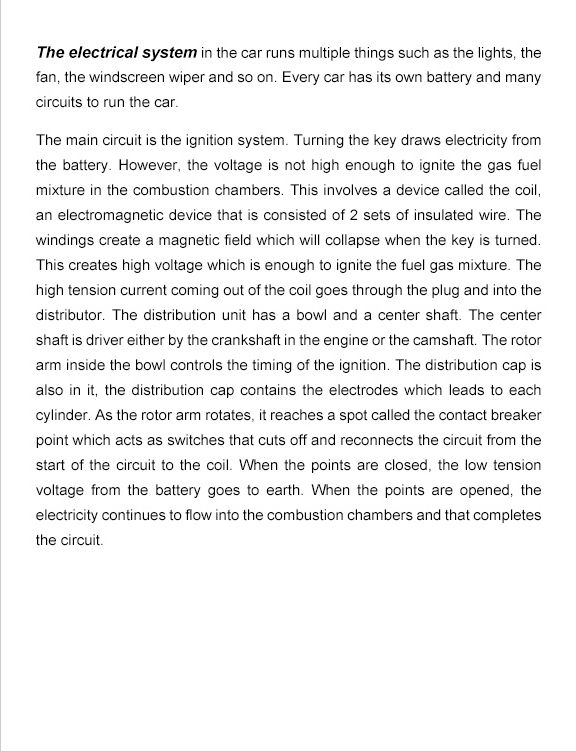 The electrical system in the car runs multiple things such as the lights, the
fan, the windscreen wiper and so on. Every car has its own battery and many
circuits to run the car.
The main circuit is the ignition system. Turning the key draws electricity from
the battery. However, the voltage is not high enough to ignite the gas fuel
mixture in the combustion chambers. This involves a device called the coil,
an electromagnetic device that is consisted of 2 sets of insulated wire. The
windings create a magnetic field which will collapse when the key is turned.
This creates high voltage which is enough to ignite the fuel gas mixture. The
high tension current coming out of the coil goes through the plug and into the
distributor. The distribution unit has a bowl and a center shaft. The center
shaft is driver either by the crankshaft in the engine or the camshaft. The rotor
arm inside the bowl controls the timing of the ignition. The distribution cap is
also in it, the distribution cap contains the electrodes which leads to each
cylinder. As the rotor arm rotates, it reaches a spot called the contact breaker
point which acts as switches that cuts off and reconnects the circuit from the
start of the circuit to the coil. When the points are closed, the low tension
voltage from the battery goes to earth. When the points are opened, the
electricity continues to flow into the combustion chambers and that completes
the circuit.